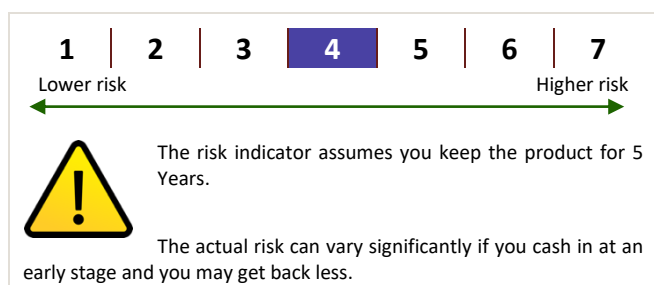 1 2 3 4 5 6 7
Lower risk Higher risk
The risk indicator assumes you keep the product for 5
Years.
The actual risk can vary significantly if you cash in at an
early stage and you may get back less.